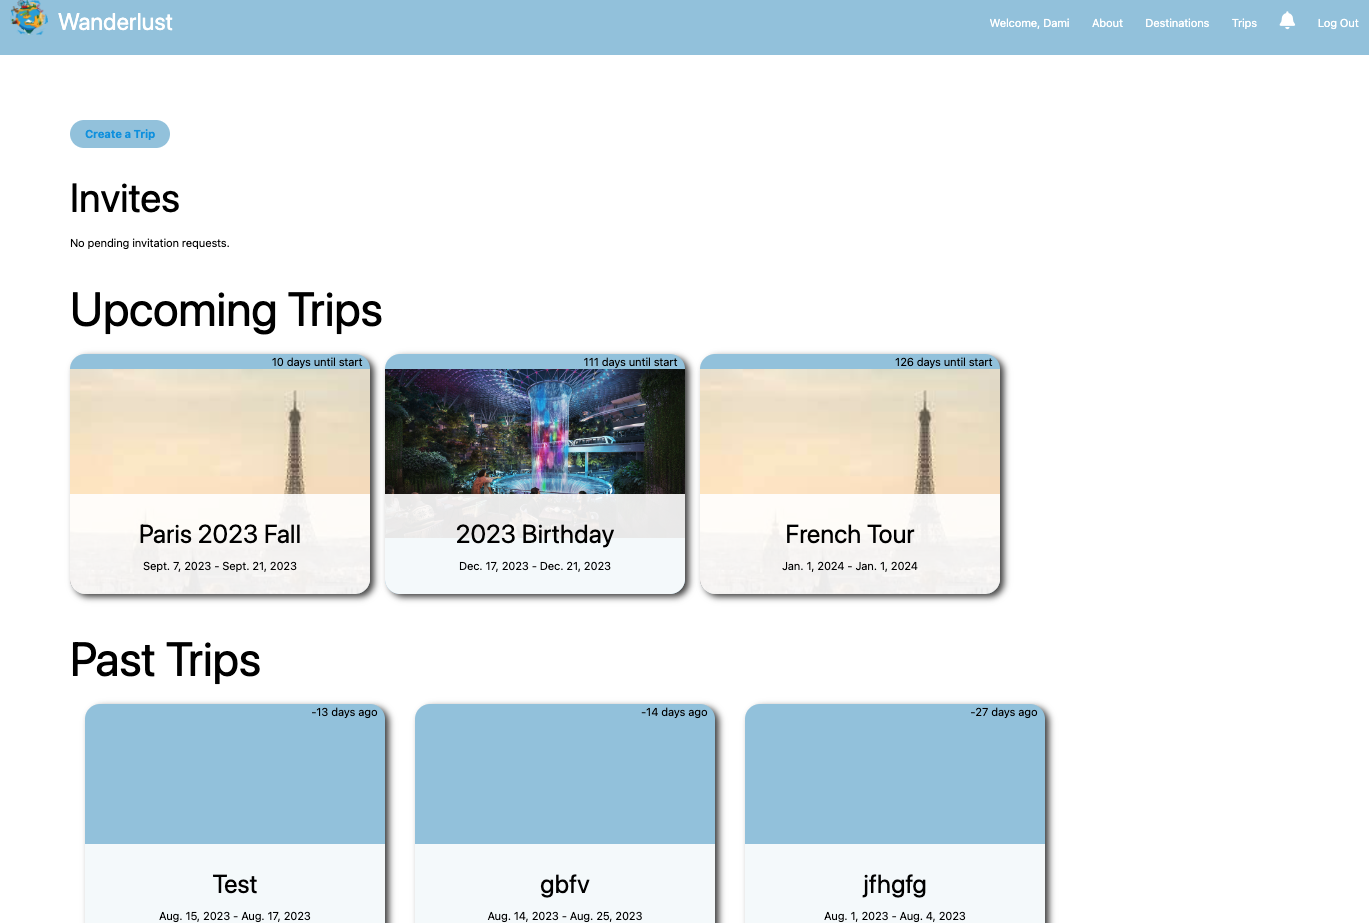 Wanderlust
Welcome, Dami About Destinations Trips Log Out
Create a Trip
Invites
No pending invitation requests.
Upcoming Trips
10 days until start
Paris 2023 Fall
Sept. 7, 2023 - Sept. 21, 2023
111 days until start
2023 Birthday
Dec. 17, 2023 - Dec. 21, 2023
126 days until start
French Tour
Jan. 1, 2024 - Jan. 1, 2024
Past Trips
-13 days ago
Test
Aug. 15, 2023 - Aug. 17, 2023
-14 days ago
gbfv
Aug. 14, 2023 - Aug. 25, 2023
-27 days ago
jfhgfg
Aug. 1, 2023 - Aug. 4, 2023